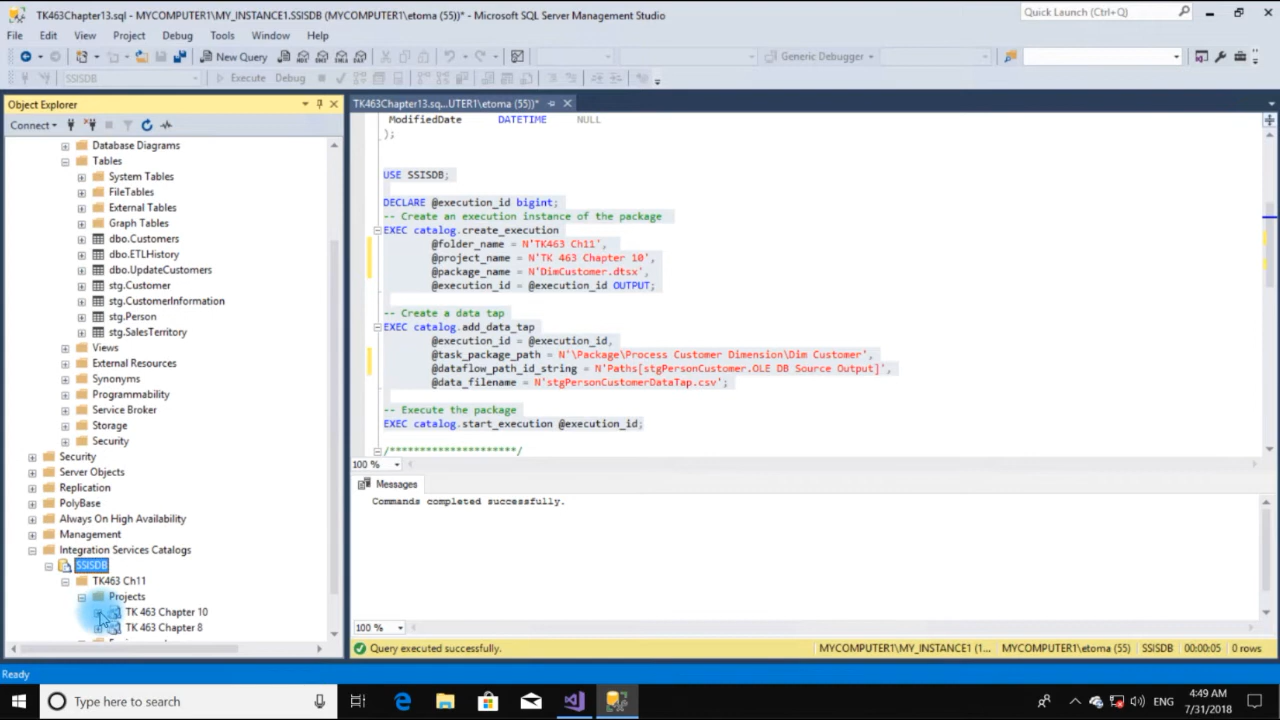 TK463Chapter13.sql - MYCOMPUTER1\MY_INSTANCE1.SSISDB (MYCOMPUTER1\etoma (55))* - Microsoft SQL Server Management Studio
Quick Launch (Ctrl+Q)
File Edit View Project Debug Tools Window Help
New Query
Generic Debugger
SSISDB
Execute Debug
Object Explorer
TK463Chapter13.sq...UTER1\etoma (55))*
Connect
Database Diagrams
Tables
System Tables
FileTables
External Tables
Graph Tables
dbo.Customers
dbo.ETLHistory
dbo.UpdateCustomers
stg.Customer
stg.CustomerInformation
stg.Person
stg.SalesTerritory
Views
External Resources
Synonyms
Programmability
Service Broker
Storage
Security
Security
Server Objects
Replication
PolyBase
Always On High Availability
Management
Integration Services Catalogs
SSISDB
TK463 Ch11
Projects
TK 463 Chapter 10
TK 463 Chapter 8
ModifiedDate DATETIME NULL
);
USE SSISDB;
DECLARE @execution_id bigint;
-- Create an execution instance of the package
EXEC catalog.create_execution
@folder_name = N'TK463 Ch11',
@project_name = N'TK 463 Chapter 10',
@package_name = N'DimCustomer.dtsx',
@execution_id = @execution_id OUTPUT;
-- Create a data tap
EXEC catalog.add_data_tap
@execution_id = @execution_id,
@task_package_path = N'\Package\Process Customer Dimension\Dim Customer',
@dataflow_path_id_string = N'Paths[stgPersonCustomer.OLE DB Source Output]',
@data_filename = N'stgPersonCustomerDataTap.csv';
-- Execute the package
EXEC catalog.start_execution @execution_id;
/*********************/
100 %
Messages
Commands completed successfully.
100 %
Query executed successfully. MYCOMPUTER1\MY_INSTANCE1 (1... MYCOMPUTER1\etoma (55) SSISDB 00:00:05 0 rows
Ready
Type here to search
ENG
4:49 AM
7/31/2018